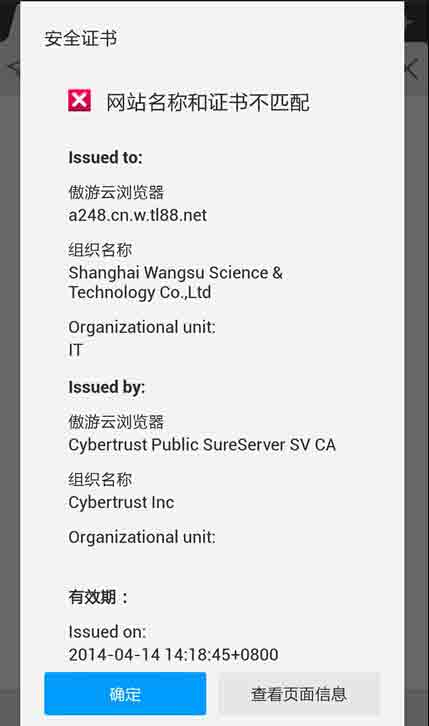 安全证书
网站名称和证书不匹配
Issued to:
傲游云浏览器
a248.cn.w.tl88.net
组织名称
Shanghai Wangsu Science &
Technology Co.,Ltd
Organizational unit:
IT
Issued by:
傲游云浏览器
Cybertrust Public SureServer SV CA
组织名称
Cybertrust Inc
Organizational unit:
有效期：
Issued on:
2014-04-14 14:18:45+0800
确定
查看页面信息